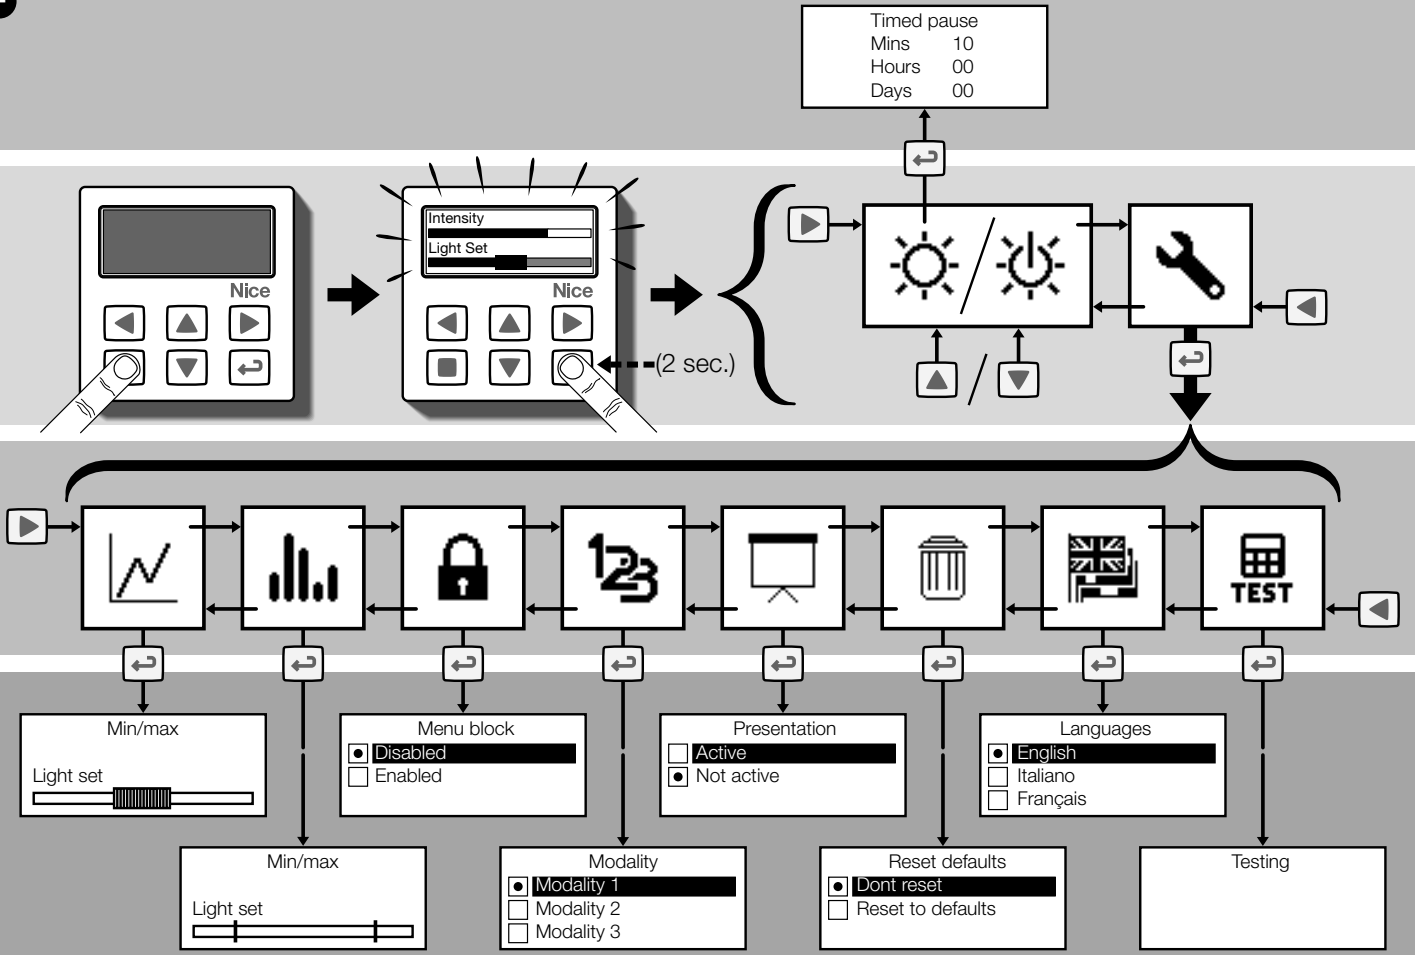 Timed pause
Mins 10
Hours 00
Days 00
Nice
Intensity
Light Set
Nice
(2 sec.)
123
TEST
Min/max
Light set
Menu block
Disabled
Enabled
Presentation
Active
Not active
Languages
English
Italiano
Français
Min/max
Light set
Modality
Modality 1
Modality 2
Modality 3
Reset defaults
Dont reset
Reset to defaults
Testing